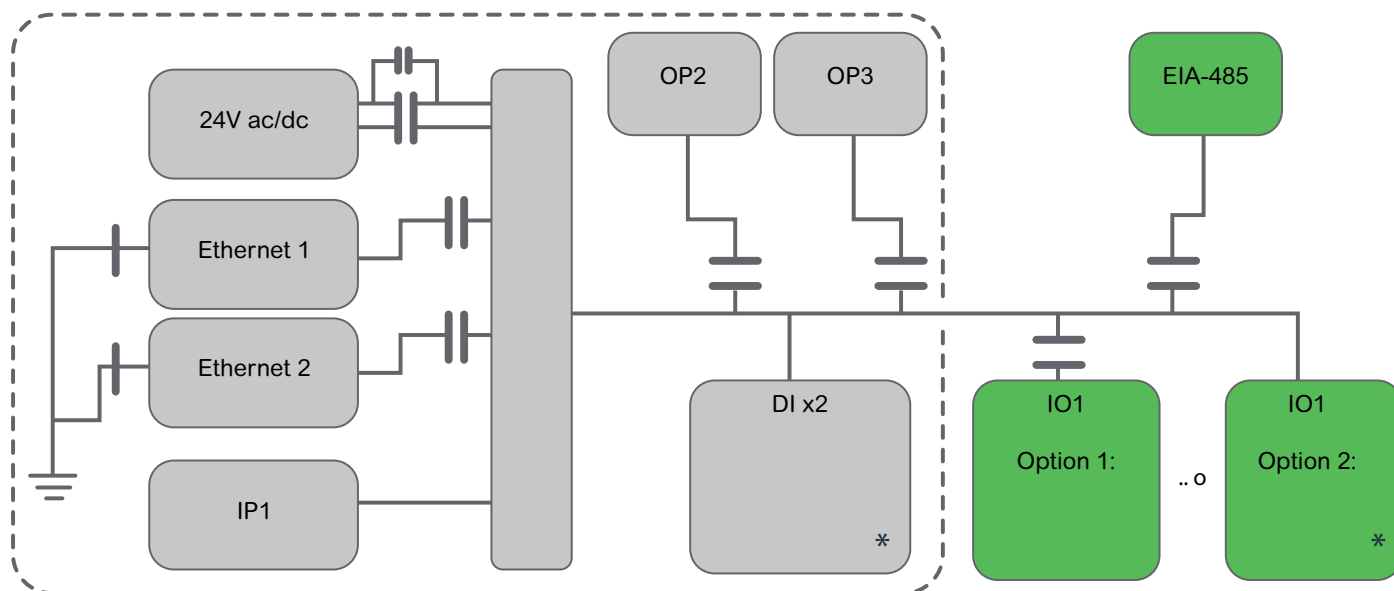 OP2
OP3
EIA-485
24V ac/dc
Ethernet 1
Ethernet 2
IP1
DI x2
*
IO1
Option 1:
.. o
IO1
Option 2:
*